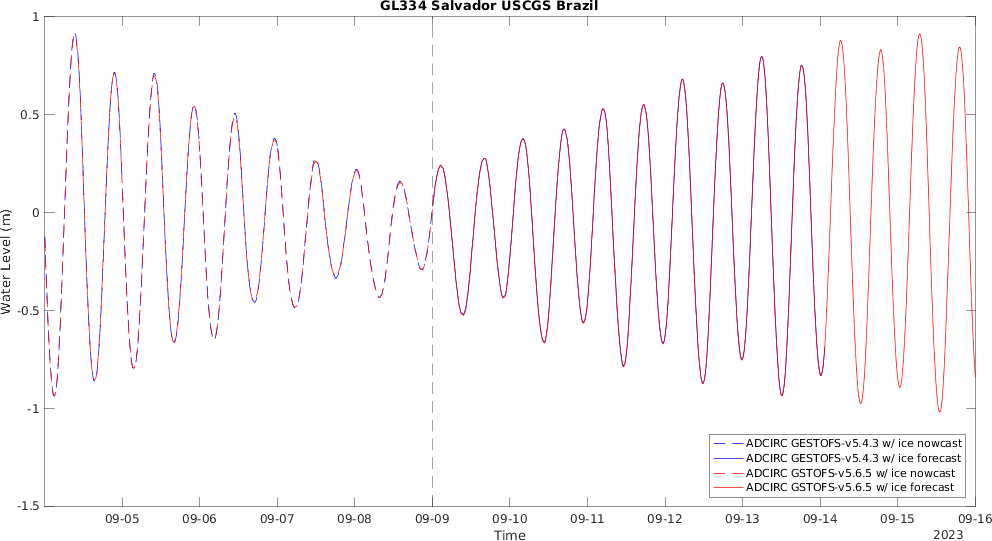 GL334 Salvador USCGS Brazil
1
0.5
0
-0.5
-1
-1.5
Water Level (m)
ADCIRC GESTOFS-v5.4.3 w/ ice nowcast
ADCIRC GESTOFS-v5.4.3 w/ ice forecast
ADCIRC GSTOFS-v5.6.5 w/ ice nowcast
ADCIRC GSTOFS-v5.6.5 w/ ice forecast
09-05 09-06 09-07 09-08 09-09 09-10 09-11 09-12 09-13 09-14 09-15 09-16
Time
2023